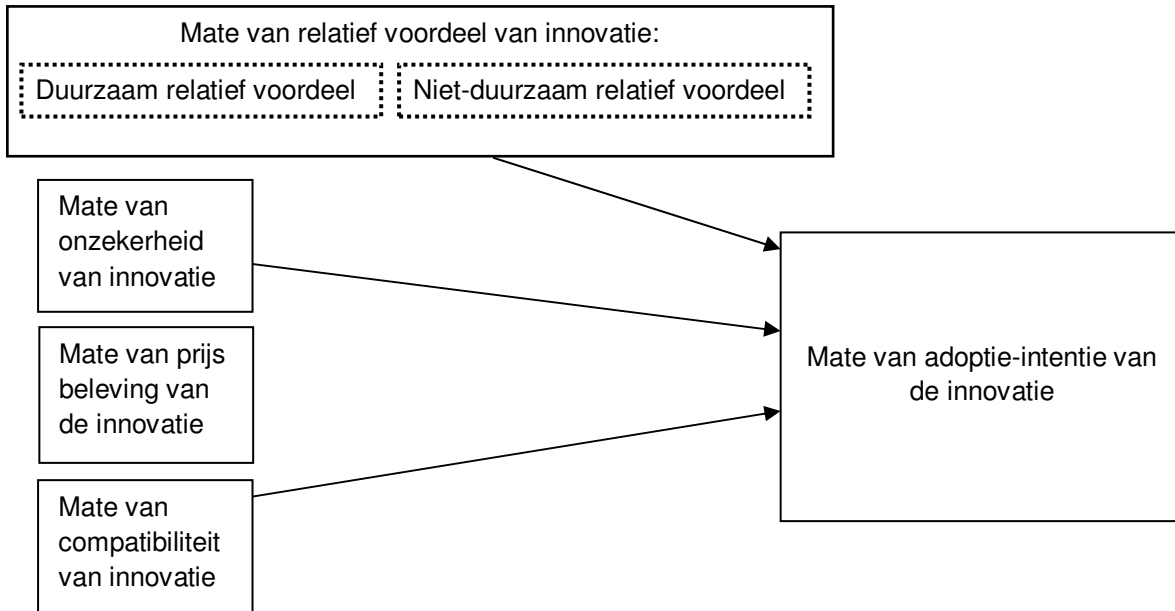 Mate van relatief voordeel van innovatie:
Duurzaam relatief voordeel
Niet-duurzaam relatief voordeel
Mate van
onzekerheid
van innovatie
Mate van prijs
beleving van
de innovatie
Mate van
compatibiliteit
van innovatie
Mate van adoptie-intentie van
de innovatie